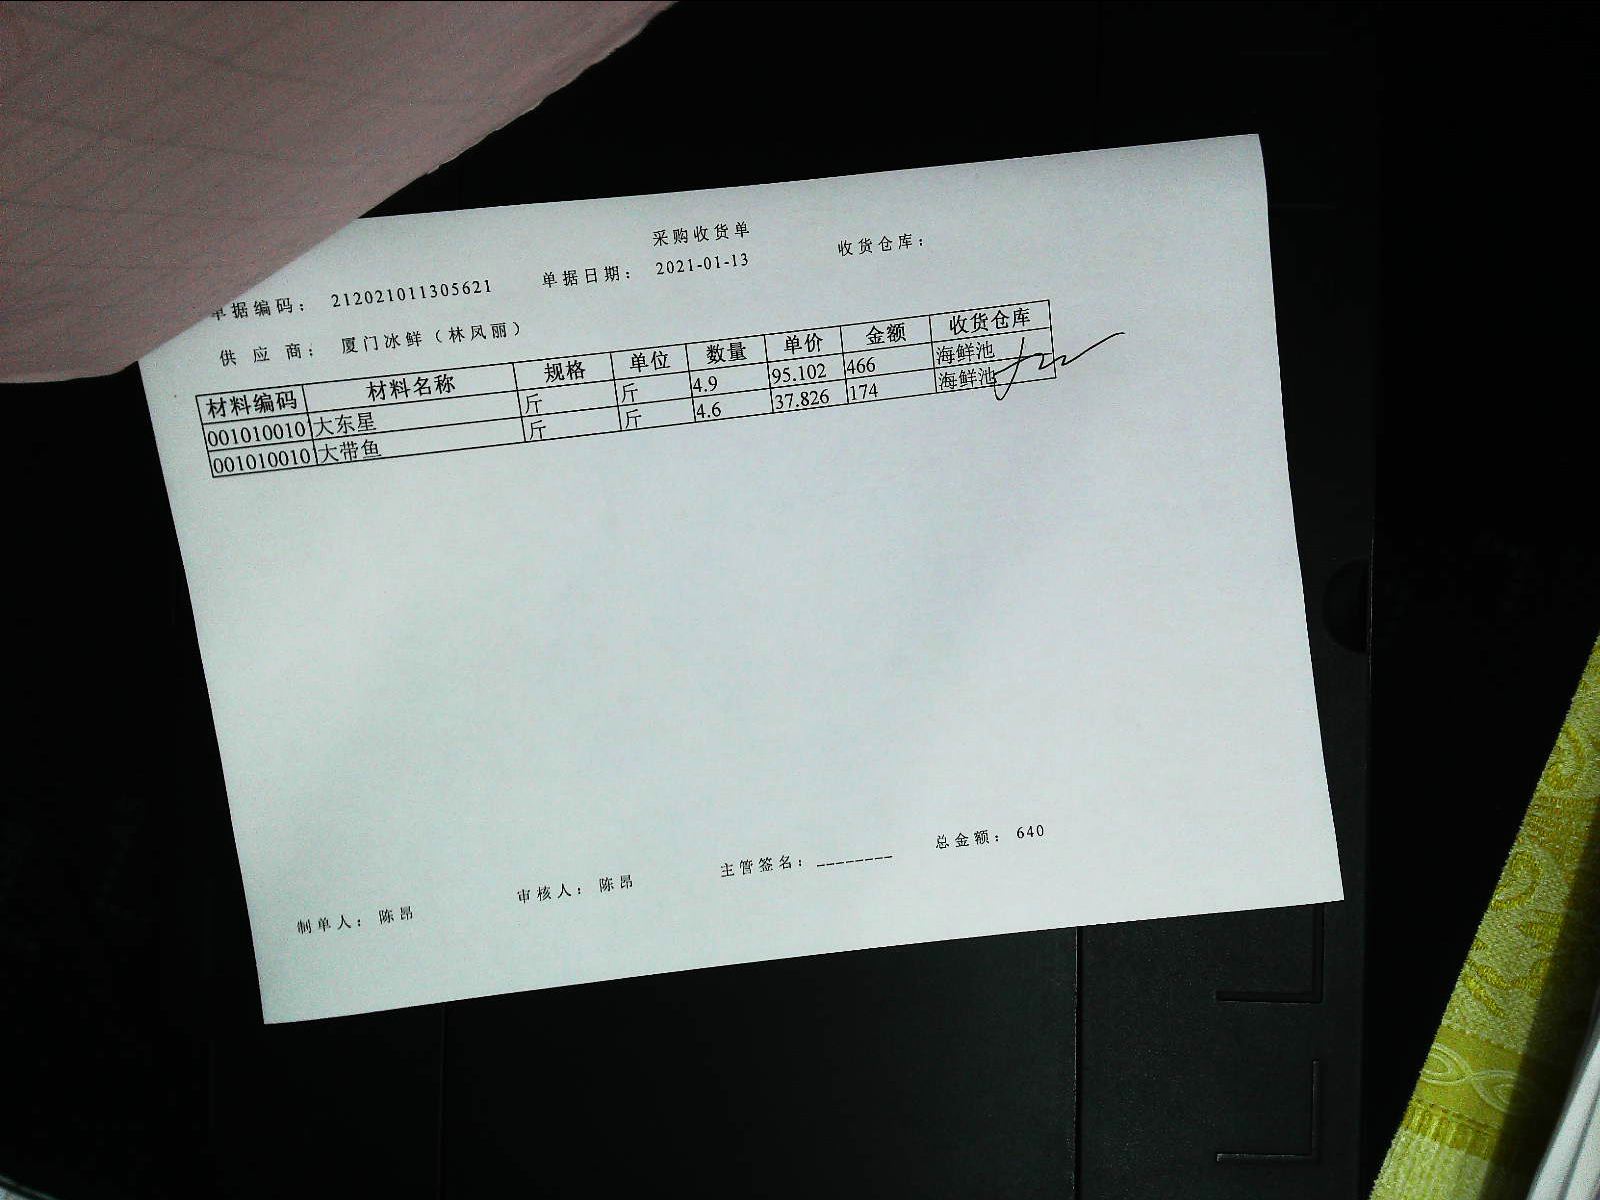 采购收货单
单据编码： 212021011305621 单据日期： 2021-01-13 收货仓库：
供应商： 厦门冰鲜（林凤丽）
材料编码 材料名称 规格 单位 数量 单价 金额 收货仓库
001010010 大东星 斤 斤 4.9 95.102 466 海鲜池
001010010 大带鱼 斤 斤 4.6 37.826 174 海鲜池
制单人： 陈昂 审核人： 陈昂 主管签名：________ 总金额： 640